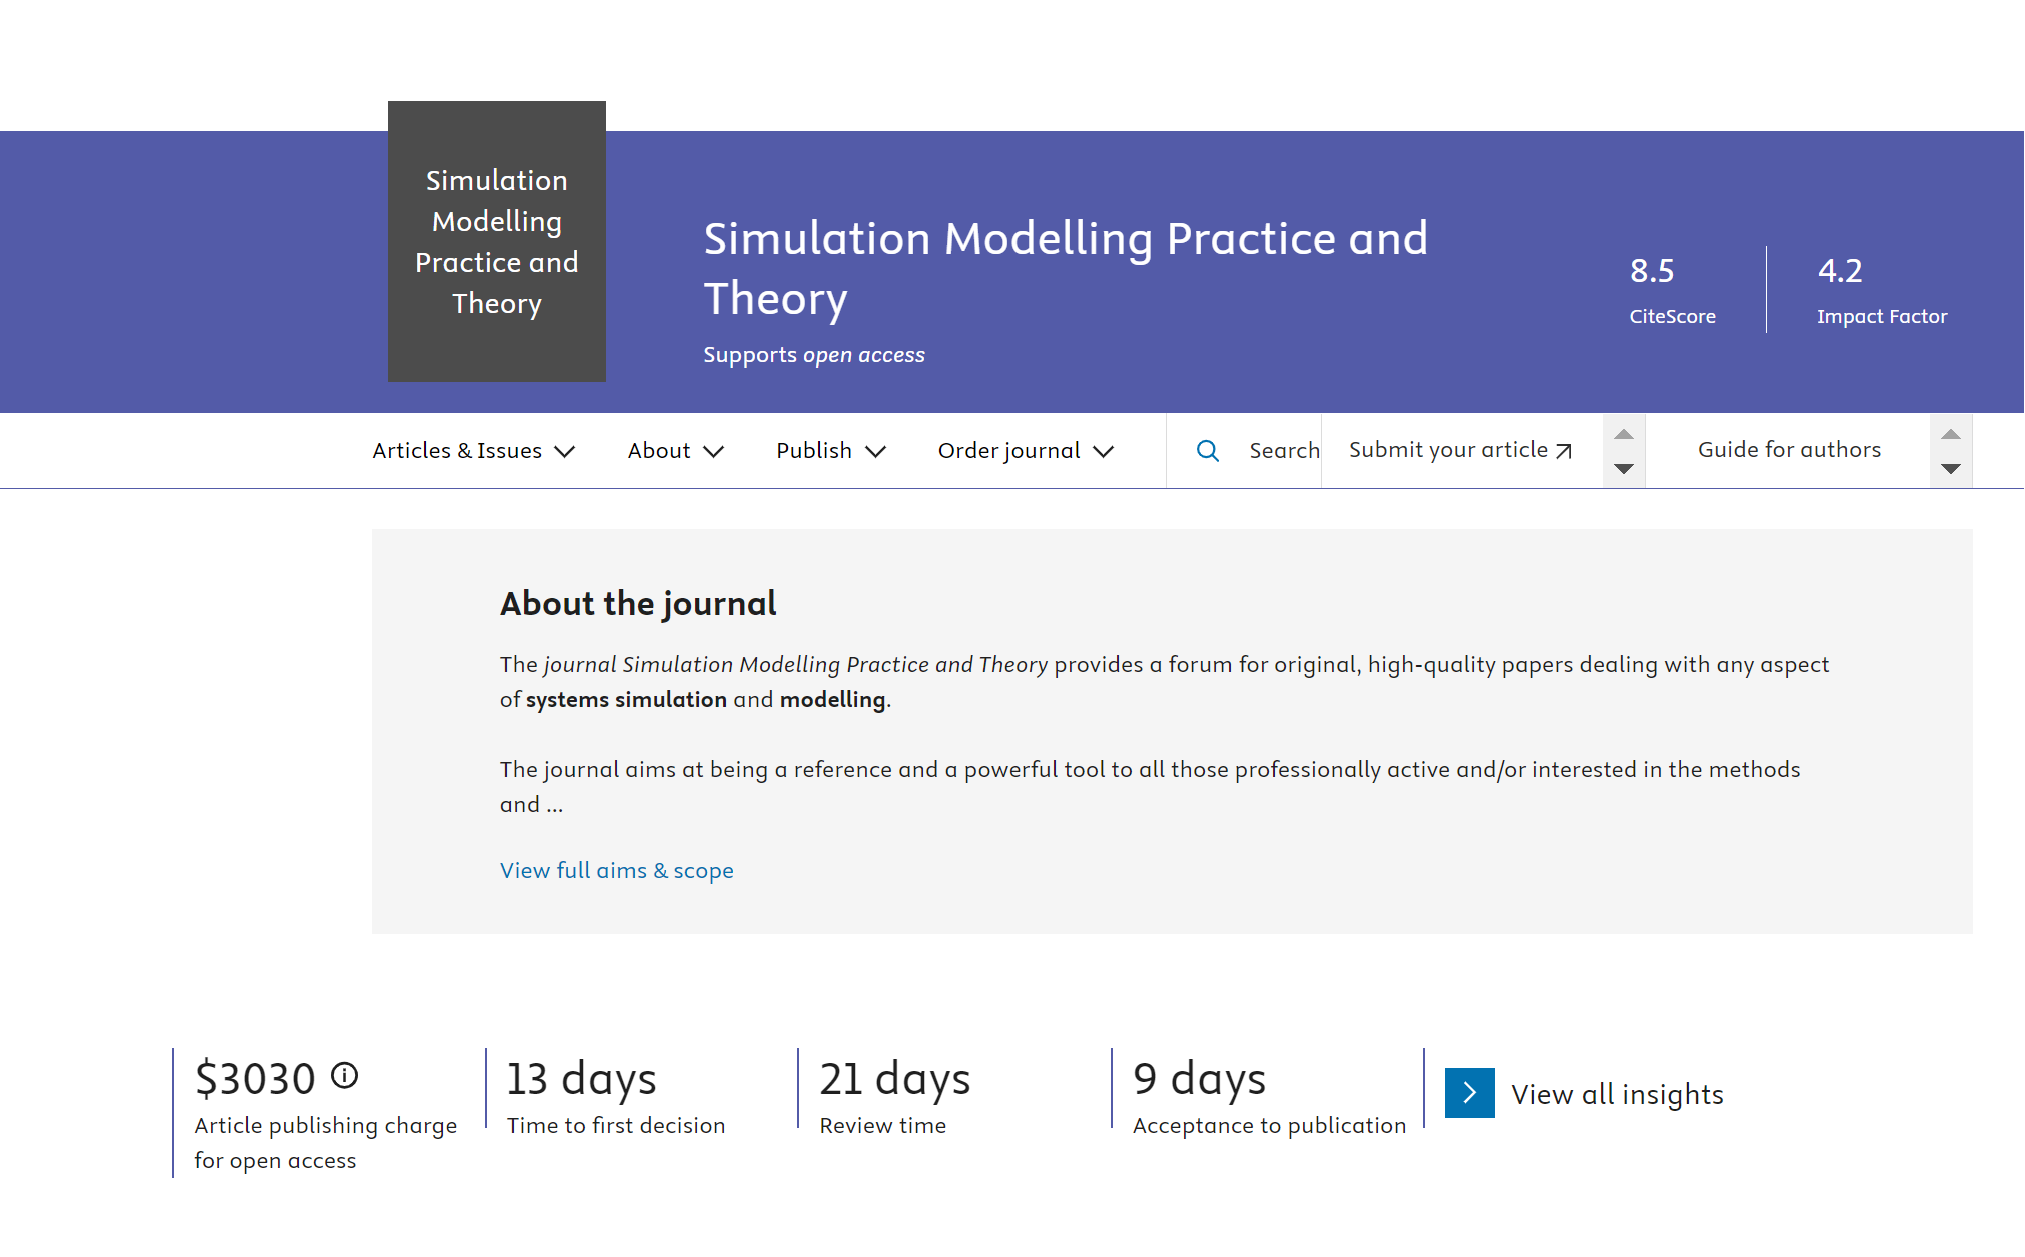 Simulation
Modelling
Practice and
Theory
Simulation Modelling Practice and
Theory
Supports open access
8.5
CiteScore
4.2
Impact Factor
Articles & Issues
About
Publish
Order journal
Search
Submit your article
Guide for authors
About the journal
The journal Simulation Modelling Practice and Theory provides a forum for original, high-quality papers dealing with any aspect
of systems simulation and modelling.
The journal aims at being a reference and a powerful tool to all those professionally active and/or interested in the methods
and ...
View full aims & scope
$3030
Article publishing charge
for open access
13 days
Time to first decision
21 days
Review time
9 days
Acceptance to publication
View all insights